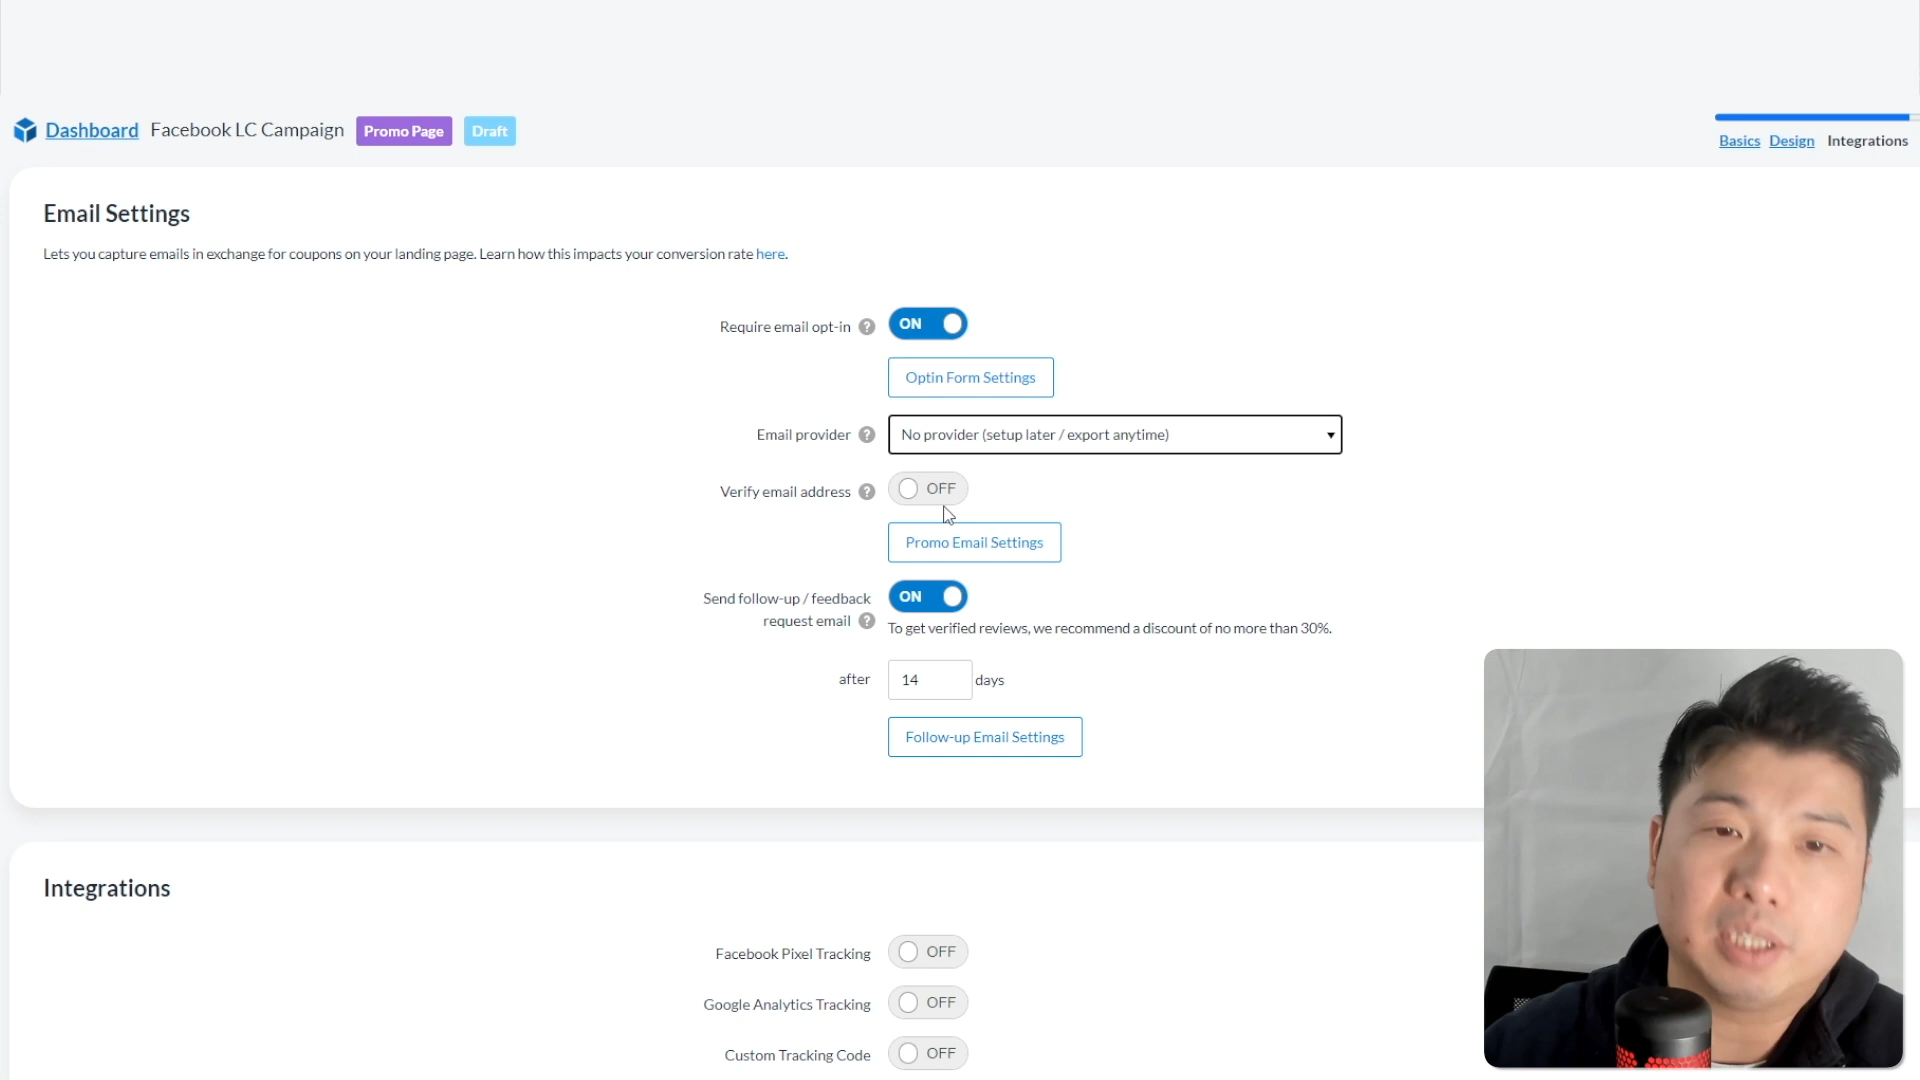 Dashboard Facebook LC Campaign Promo Page Draft
Basics Design Integrations
Email Settings
Lets you capture emails in exchange for coupons on your landing page. Learn how this impacts your conversion rate here.
Require email opt-in ? ON
Optin Form Settings
Email provider ? No provider (setup later / export anytime)
Verify email address ? OFF
Promo Email Settings
Send follow-up / feedback
request email ?
ON
To get verified reviews, we recommend a discount of no more than 30%.
after 14 days
Follow-up Email Settings
Integrations
Facebook Pixel Tracking OFF
Google Analytics Tracking OFF
Custom Tracking Code OFF